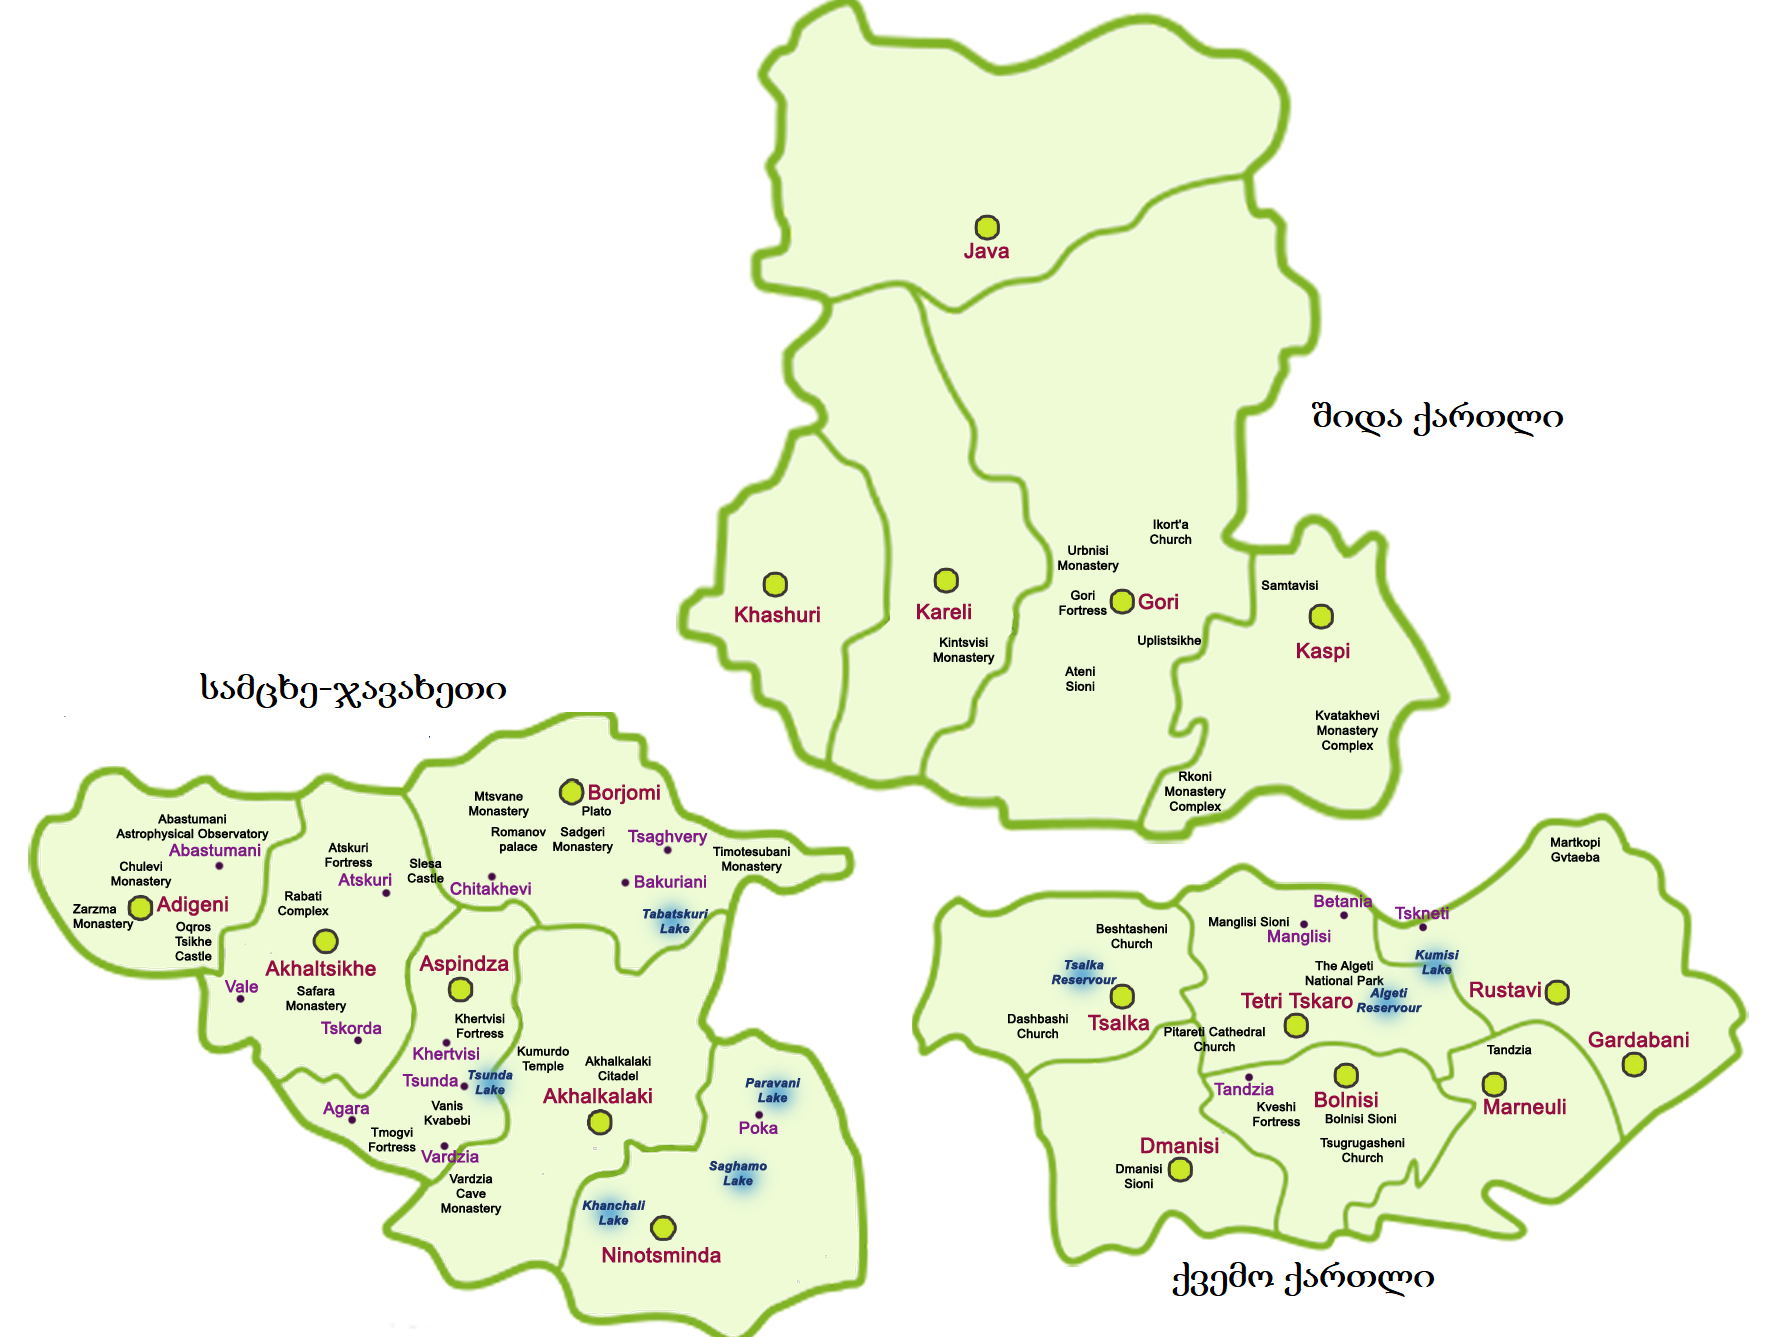 Java
შიდა ქართლი
Ikort'a
Church
Urbnisi
Monastery
Gori
Fortress
Gori
Uplistsikhe
Ateni
Sioni
Samtavisi
Kaspi
Kvatakhevi
Monastery
Complex
Rkoni
Monastery
Complex
Khashuri
Kareli
Kintsvisi
Monastery
სამცხე-ჯავახეთი
Abastumani
Astrophysical Observatory
Abastumani
Chulevi
Monastery
Adigeni
Zarzma
Monastery
Oqros
Tsikhe
Castle
Atskuri
Fortress
Atskuri
Rabati
Complex
Akhaltsikhe
Vale
Safara
Monastery
Tskorda
Slesa
Castle
Mtsvane
Monastery
Borjomi
Plato
Romanov
palace
Sadgeri
Monastery
Tsaghvery
Timotesubani
Monastery
Chitakhevi
Bakuriani
Tabatskuri
Lake
Aspindza
Khertvisi
Fortress
Khertvisi
Tsunda
Tsunda
Lake
Agara
Vanis
Kvabebi
Tmogvi
Fortress
Vardzia
Vardzia
Cave
Monastery
Kumurdo
Temple
Akhalkalaki
Citadel
Akhalkalaki
Paravani
Lake
Poka
Saghamo
Lake
Khanchali
Lake
Ninotsminda
Martkopi
Gvtaeba
Betania
Tskneti
Manglisi Sioni
Manglisi
Beshtasheni
Church
Tsalka
Reservour
Kumisi
Lake
The Algeti
National Park
Algeti
Reservour
Rustavi
Tetri Tskaro
Dashbashi
Church
Tsalka
Pitareti Cathedral
Church
Gardabani
Tandzia
Tandzia
Bolnisi
Marneuli
Kveshi
Fortress
Bolnisi Sioni
Dmanisi
Tsugrugasheni
Church
Dmanisi
Sioni
ქვემო ქართლი